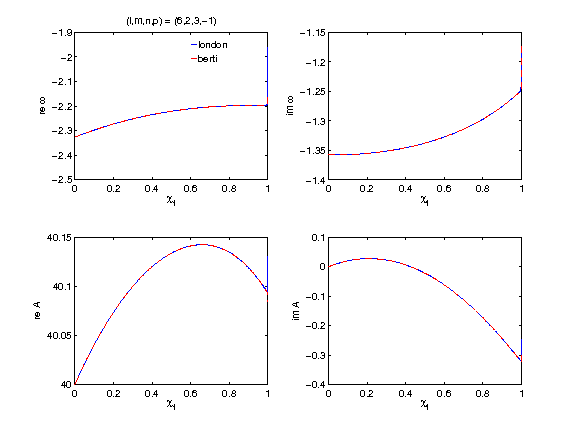 (l,m,n,p) = (6,2,3,−1)
−1.9
−2
−2.1
−2.2
−2.3
−2.4
−2.5
re ω
london
berti
0 0.2 0.4 0.6 0.8 1
χf
−1.15
−1.2
−1.25
−1.3
−1.35
−1.4
im ω
0 0.2 0.4 0.6 0.8 1
χf
40.15
40.1
40.05
40
re A
0 0.2 0.4 0.6 0.8 1
χf
0.1
0
−0.1
−0.2
−0.3
−0.4
im A
0 0.2 0.4 0.6 0.8 1
χf